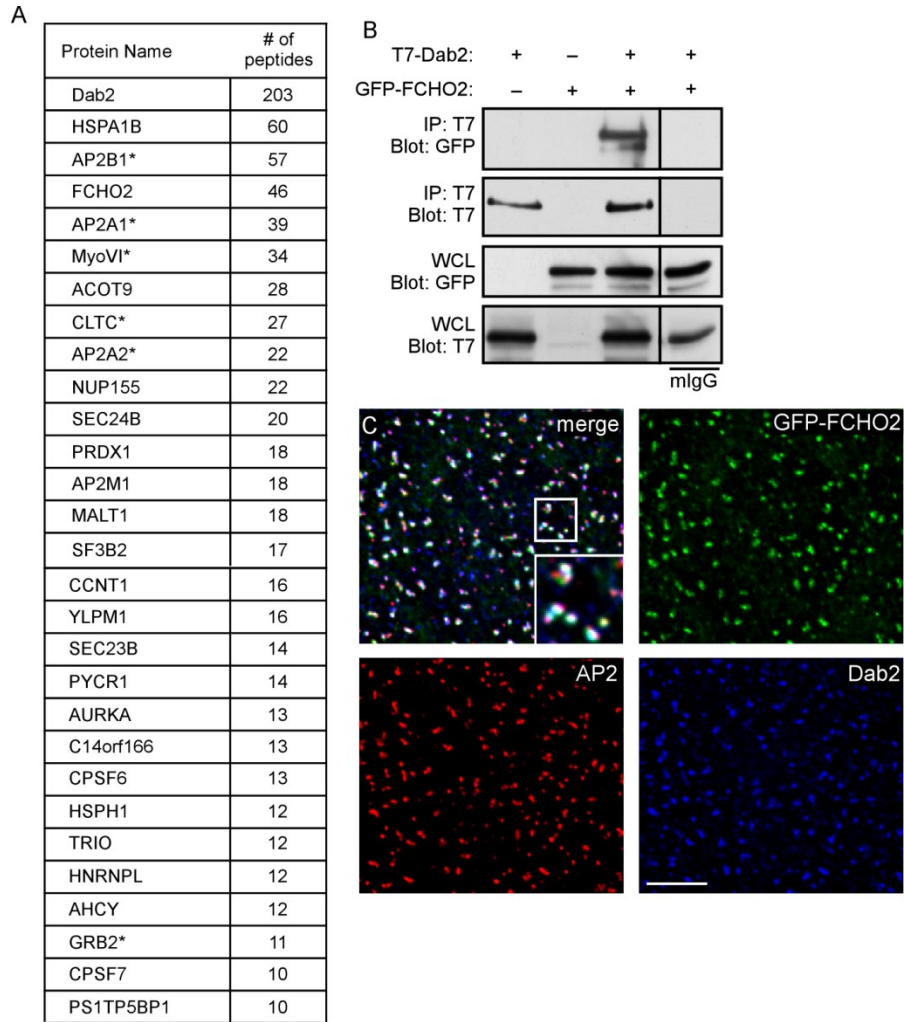 A
Protein Name # of peptides
Dab2 203
HSPA1B 60
AP2B1* 57
FCHO2 46
AP2A1* 39
MyoVI* 34
ACOT9 28
CLTC* 27
AP2A2* 22
NUP155 22
SEC24B 20
PRDX1 18
AP2M1 18
MALT1 18
SF3B2 17
CCNT1 16
YLPM1 16
SEC23B 14
PYCR1 14
AURKA 13
C14orf166 13
CPSF6 13
HSPH1 12
TRIO 12
HNRNPL 12
AHCY 12
GRB2* 11
CPSF7 10
PS1TP5BP1 10
B
T7-Dab2: + – + +
GFP-FCHO2: – + + +
IP: T7
Blot: GFP
IP: T7
Blot: T7
WCL
Blot: GFP
WCL
Blot: T7
mIgG
C merge
GFP-FCHO2
AP2
Dab2